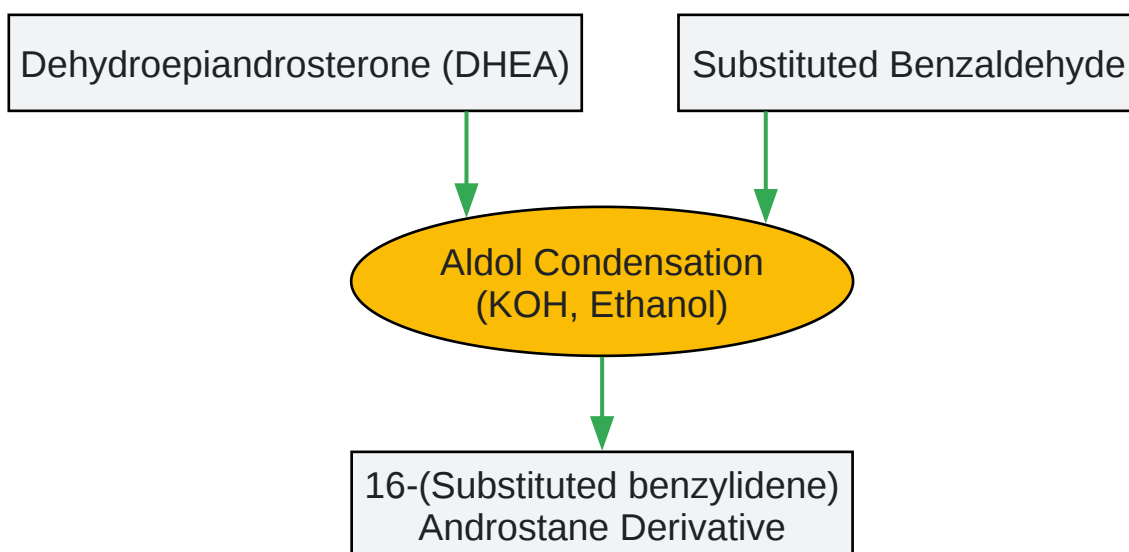 Dehydroepiandrosterone (DHEA)
Substituted Benzaldehyde
Aldol Condensation
(KOH, Ethanol)
16-(Substituted benzylidene)
Androstane Derivative